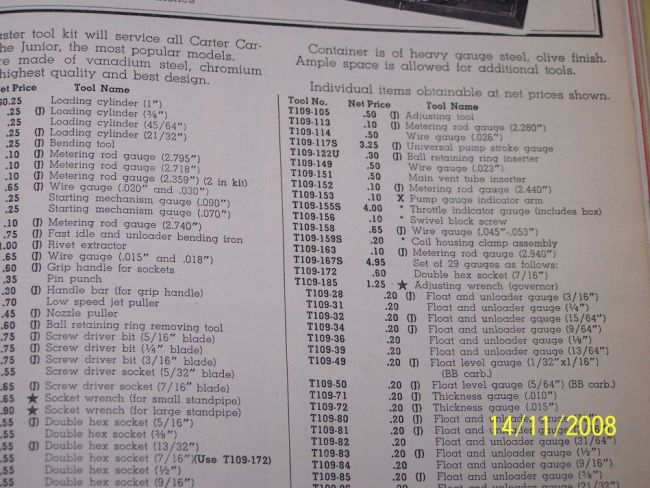 aster tool kit will service all Carter Car-
he Junior, the most popular models.
re made of vanadium steel, chromium
highest quality and best design.
et Price Tool Name
$0.25 Loading cylinder (1")
.25 (J) Loading cylinder (¾")
.25 Loading cylinder (45/64")
.25 (J) Loading cylinder (21/32")
.25 (J) Bending tool
.10 (J) Metering rod gauge (2.795")
.10 (J) Metering rod gauge (2.718")
.10 (J) Metering rod gauge (2.359") (2 in kit)
.65 (J) Wire gauge (.020" and .030")
.25 Starting mechanism gauge (.090")
.25 Starting mechanism gauge (.070")
.10 (J) Metering rod gauge (2.740")
.75 (J) Fast idle and unloader bending iron
1.00 (J) Rivet extractor
.65 (J) Wire gauge (.015" and .018")
.60 (J) Grip handle for sockets
.35 Pin punch
.30 (J) Handle bar (for grip handle)
.70 Low speed jet puller
.45 (J) Nozzle puller
.60 (J) Ball retaining ring removing tool
.75 (J) Screw driver bit (5/16" blade)
.75 (J) Screw driver bit (¼" blade)
.75 (J) Screw driver bit (3/16" blade)
.55 Screw driver socket (5/32" blade)
.65 (J) Screw driver socket (7/16" blade)
.65 ★ Socket wrench (for small standpipe)
.90 ★ Socket wrench (for large standpipe)
.55 (J) Double hex socket (5/16")
.55 Double hex socket (⅜")
.55 (J) Double hex socket (13/32")
.55 Double hex socket (7/16")(Use T109-172)
.55 Double hex socket (½")
.55 Double hex socket (9/16")
Container is of heavy gauge steel, olive finish.
Ample space is allowed for additional tools.
Individual items obtainable at net prices shown.
Tool No. Net Price Tool Name
T109-105 .50 (J) Adjusting tool
T109-113 .10 (J) Metering rod gauge (2.280")
T109-114 .50 Wire gauge (.026")
T109-117S 3.25 (J) Universal pump stroke gauge
T109-122U .30 (J) Ball retaining ring inserter
T109-149 .50 Wire gauge (.023")
T109-151 .50 Main vent tube inserter
T109-152 .10 (J) Metering rod gauge (2.440")
T109-153 .10 X Pump gauge indicator arm
T109-155S 4.00 * Throttle indicator gauge (includes box)
T109-156 .10 * Swivel block screw
T109-158 .65 (J) Wire gauge (.045"-.053")
T109-159S .20 * Coil housing clamp assembly
T109-163 .10 (J) Metering rod gauge (2.940")
T109-167S 4.95 Set of 29 gauges as follows:
T109-172 .60 Double hex socket (7/16")
T109-185 1.25 ★ Adjusting wrench (governor)
T109-28 .20 (J) Float and unloader gauge (3/16")
T109-31 .20 Float and unloader gauge (¼")
T109-32 .20 (J) Float and unloader gauge (15/64")
T109-34 .20 (J) Float and unloader gauge (9/64")
T109-36 .20 Float and unloader gauge (⅛")
T109-39 .20 Float and unloader gauge (13/64")
T109-49 .20 (J) Float level gauge (1/32"x1/16")
(BB carb.)
T109-50 .20 (J) Float level gauge (5/64") (BB carb.)
T109-71 .20 (J) Thickness gauge (.010")
T109-72 .20 (J) Thickness gauge (.015")
T109-80 .20 (J) Float and unloader
T109-81 .20 (J) Float and unloader
T109-82 .20 Float and unloader gauge (31/64")
T109-83 .20 (J) Float and unloader gauge (½")
T109-84 .20 Float and unloader gauge (9/16")
T109-85 .20 (J) Float and unloader gauge (⅝")
14/11/2008